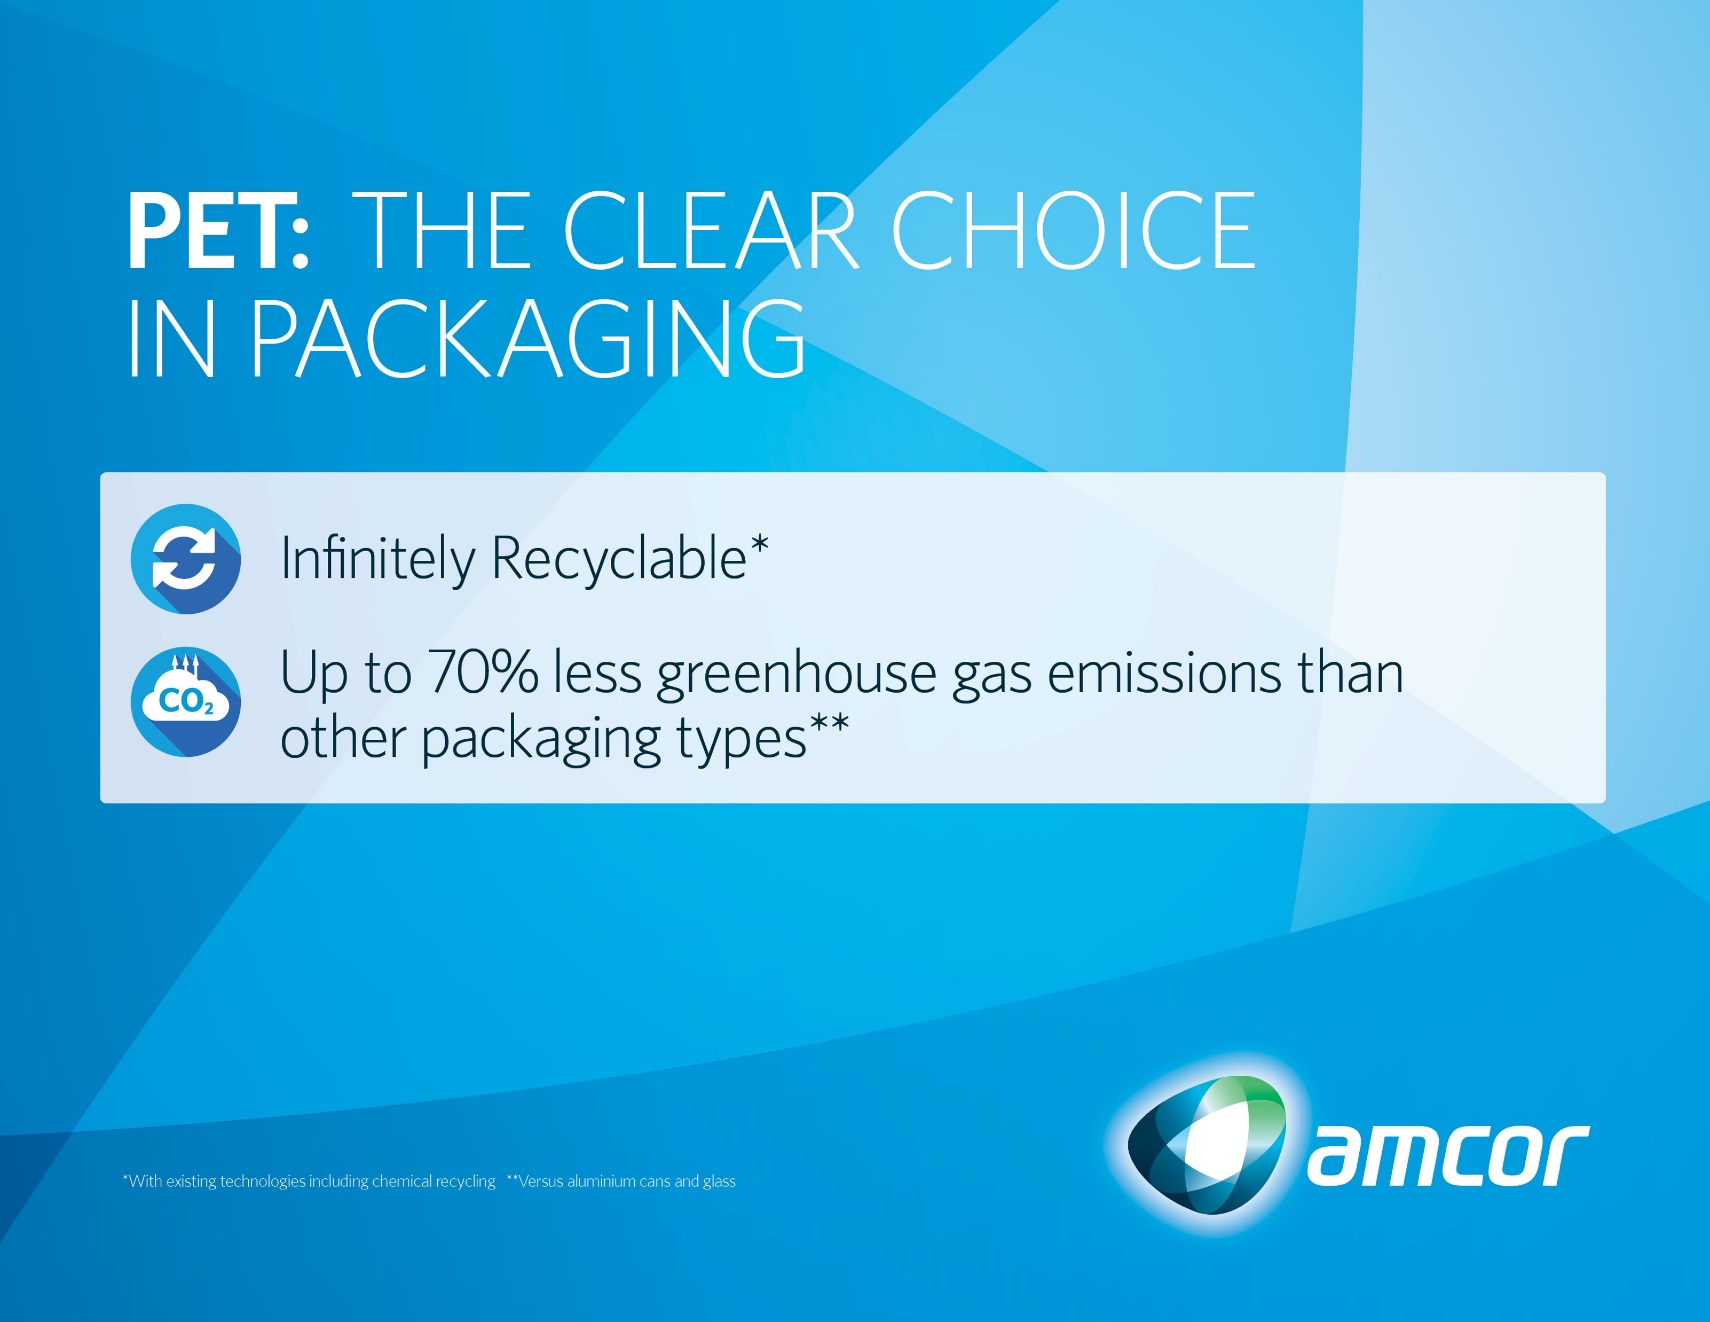 PET: THE CLEAR CHOICE
IN PACKAGING
Infinitely Recyclable*
CO₂
Up to 70% less greenhouse gas emissions than
other packaging types**
*With existing technologies including chemical recycling **Versus aluminium cans and glass
amcor